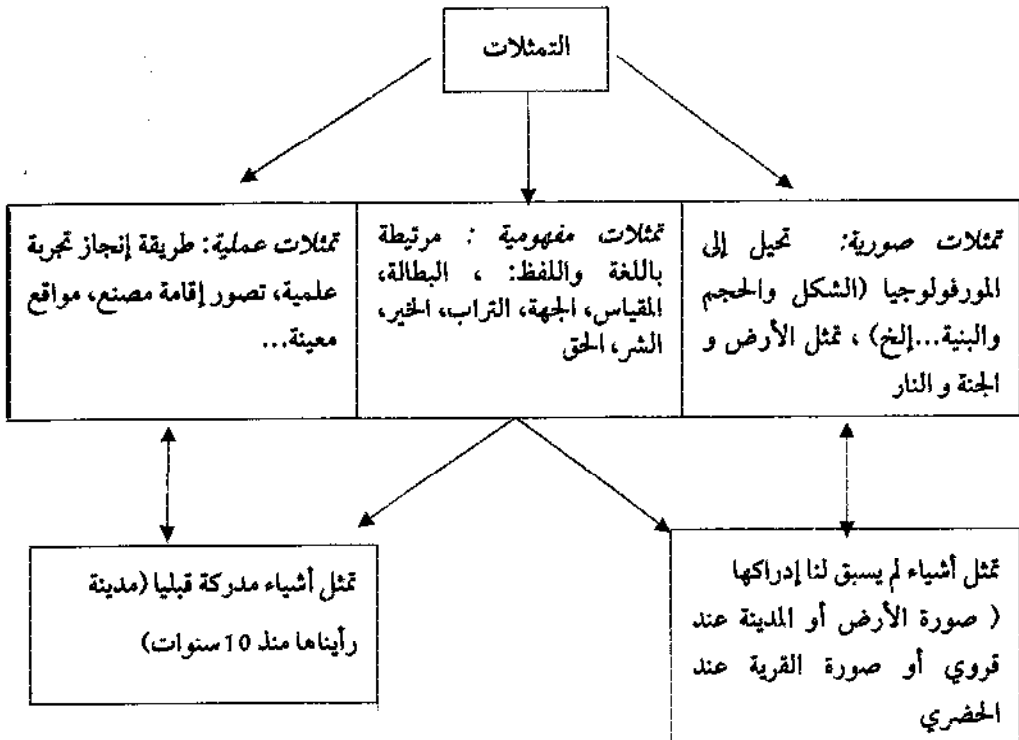 التمثلات
تمثلات صورية: تحيل إلى
المورفولوجيا (الشكل والحجم
والبنية...إلخ) ، تمثل الأرض و
الجنة و النار
تمثلات مفهومية : مرتبطة
باللغة واللفظ: ، البطالة،
المقياس، الجهة، التراب، الخير،
الشر، الحق
تمثلات عملية: طريقة إنجاز تجربة
علمية، تصور إقامة مصنع، مواقع
معينة...
تمثل أشياء لم يسبق لنا إدراكها
( صورة الأرض أو المدينة عند
قروي أو صورة القرية عند
الحضري
تمثل أشياء مدركة قبليا (مدينة
رأيناها منذ 10 سنوات)